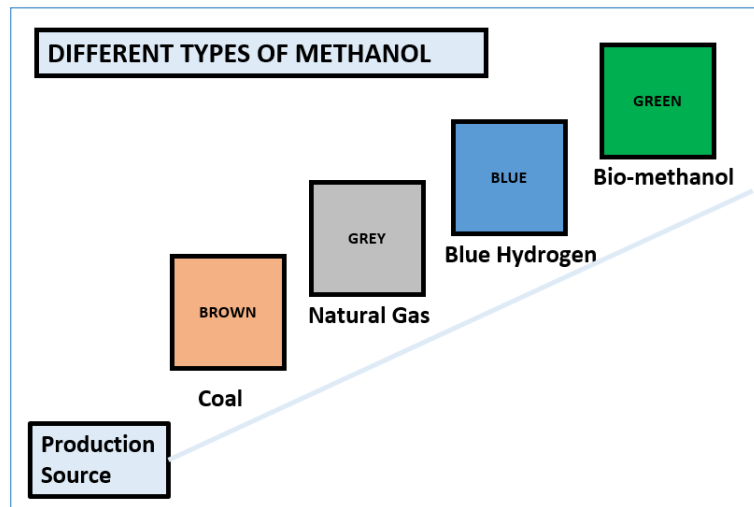 DIFFERENT TYPES OF METHANOL
GREEN
Bio-methanol
BLUE
Blue Hydrogen
GREY
Natural Gas
BROWN
Coal
Production
Source